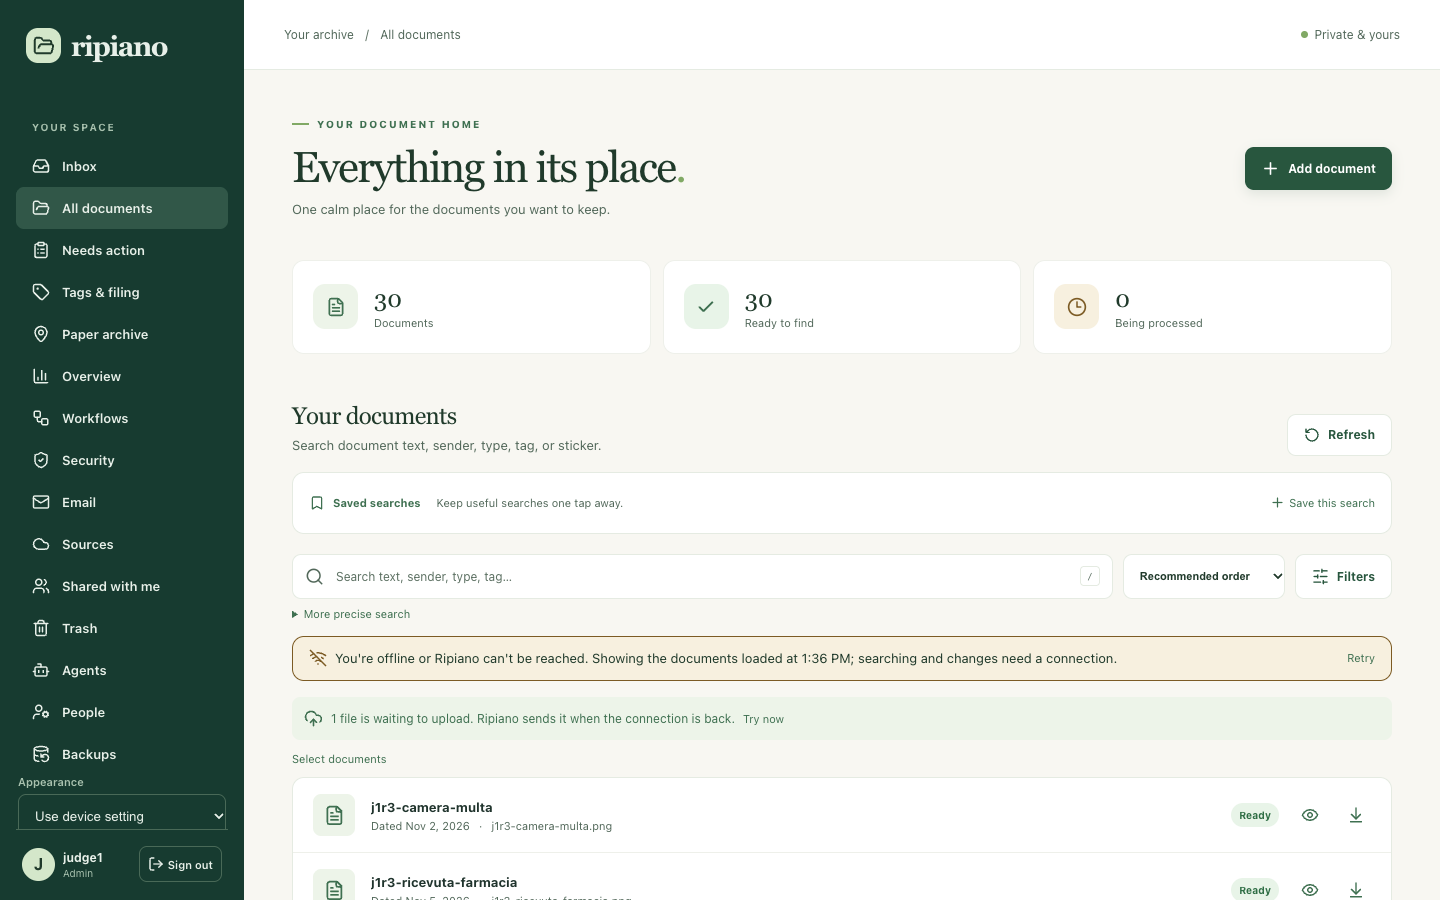 ripiano
YOUR SPACE
Inbox
All documents
Needs action
Tags & filing
Paper archive
Overview
Workflows
Security
Email
Sources
Shared with me
Trash
Agents
People
Backups
Appearance
Use device setting
J
judge1
Admin
Sign out
Your archive / All documents
Private & yours
YOUR DOCUMENT HOME
Everything in its place.
One calm place for the documents you want to keep.
Add document
30
Documents
30
Ready to find
0
Being processed
Your documents
Search document text, sender, type, tag, or sticker.
Refresh
Saved searches Keep useful searches one tap away.
Save this search
Search text, sender, type, tag...
/
Recommended order
Filters
More precise search
You're offline or Ripiano can't be reached. Showing the documents loaded at 1:36 PM; searching and changes need a connection.
Retry
1 file is waiting to upload. Ripiano sends it when the connection is back. Try now
Select documents
j1r3-camera-multa
Dated Nov 2, 2026 · j1r3-camera-multa.png
Ready
j1r3-ricevuta-farmacia
Dated Nov 5, 2026 · j1r3-ricevuta-farmacia.png
Ready